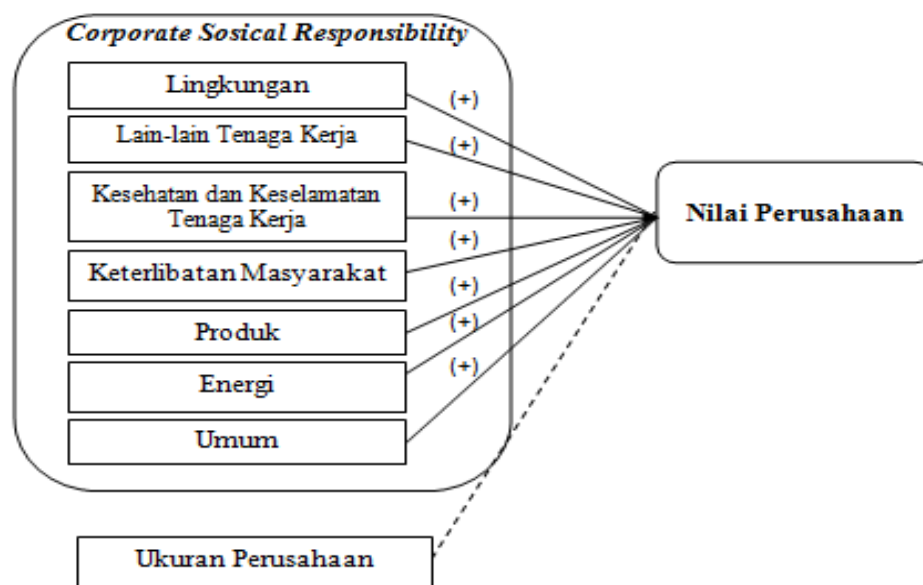 Corporate Sosical Responsibility
Lingkungan
(+)
Lain-lain Tenaga Kerja
(+)
Kesehatan dan Keselamatan
Tenaga Kerja
(+)
Nilai Perusahaan
Keterlibatan Masyarakat
(+)
Produk
(+)
Energi
(+)
Umum
(+)
Ukuran Perusahaan